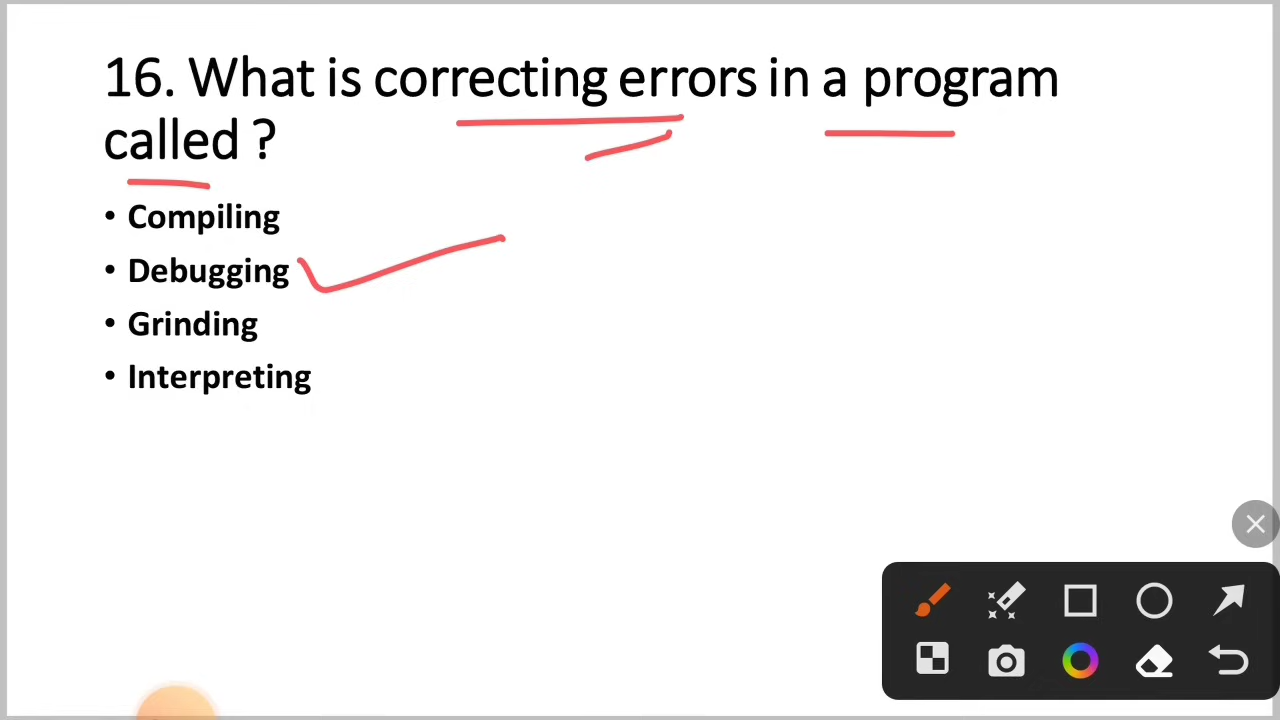 16. What is correcting errors in a program
called ?
• Compiling
• Debugging
• Grinding
• Interpreting